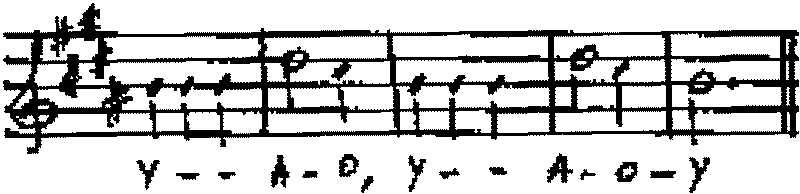 У - - А - О, У - - А - О - У